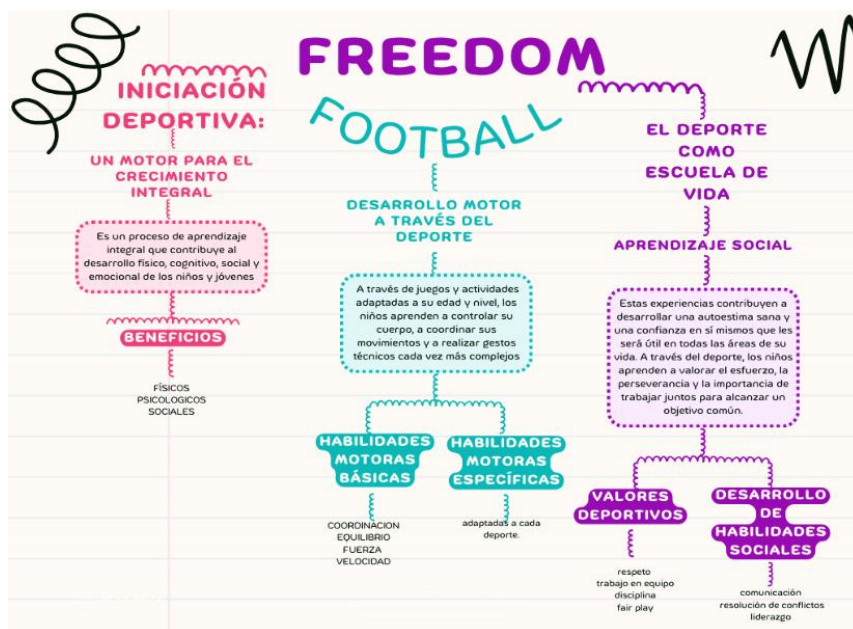 FREEDOM
FOOTBALL
INICIACIÓN
DEPORTIVA:
UN MOTOR PARA EL
CRECIMIENTO
INTEGRAL
Es un proceso de aprendizaje
integral que contribuye al
desarrollo físico, cognitivo, social y
emocional de los niños y jóvenes
BENEFICIOS
FÍSICOS
PSICOLOGICOS
SOCIALES
DESARROLLO MOTOR
A TRAVÉS DEL
DEPORTE
A través de juegos y actividades
adaptadas a su edad y nivel, los
niños aprenden a controlar su
cuerpo, a coordinar sus
movimientos y a realizar gestos
técnicos cada vez más complejos
HABILIDADES
MOTORAS
BÁSICAS
COORDINACION
EQUILIBRIO
FUERZA
VELOCIDAD
HABILIDADES
MOTORAS
ESPECÍFICAS
adaptadas a cada
deporte.
EL DEPORTE
COMO
ESCUELA DE
VIDA
APRENDIZAJE SOCIAL
Estas experiencias contribuyen a
desarrollar una autoestima sana y
una confianza en sí mismos que les
será útil en todas las áreas de su
vida. A través del deporte, los niños
aprenden a valorar el esfuerzo, la
perseverancia y la importancia de
trabajar juntos para alcanzar un
objetivo común.
VALORES
DEPORTIVOS
respeto
trabajo en equipo
disciplina
fair play
DESARROLLO
DE
HABILIDADES
SOCIALES
comunicación
resolución de conflictos
liderazgo